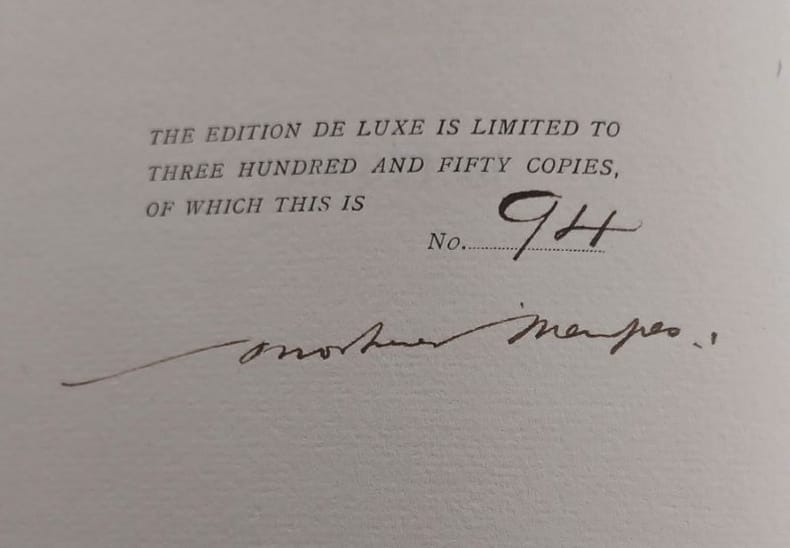 THE EDITION DE LUXE IS LIMITED TO
THREE HUNDRED AND FIFTY COPIES,
OF WHICH THIS IS
No. 94
Mortimer Menpes.